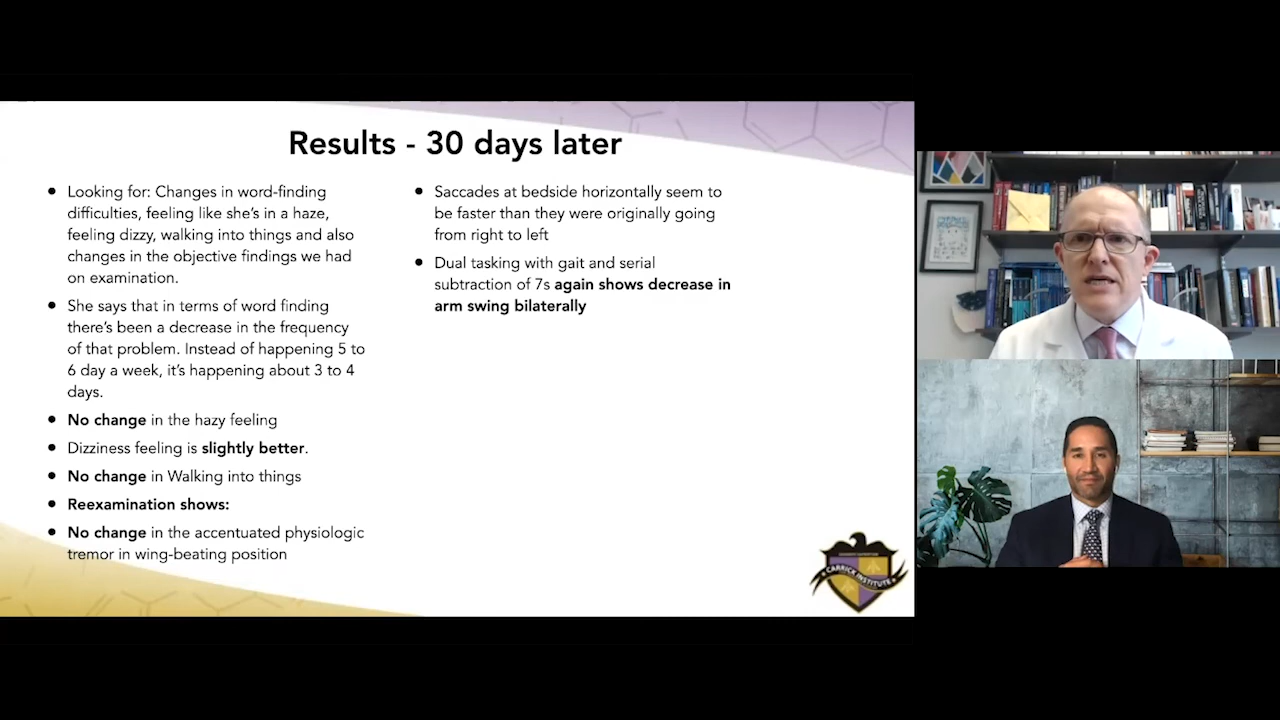 Results - 30 days later
Looking for: Changes in word-finding
difficulties, feeling like she's in a haze,
feeling dizzy, walking into things and also
changes in the objective findings we had
on examination.
She says that in terms of word finding
there's been a decrease in the frequency
of that problem. Instead of happening 5 to
6 day a week, it's happening about 3 to 4
days.
No change in the hazy feeling
Dizziness feeling is slightly better.
No change in Walking into things
Reexamination shows:
No change in the accentuated physiologic
tremor in wing-beating position
Saccades at bedside horizontally seem to
be faster than they were originally going
from right to left
Dual tasking with gait and serial
subtraction of 7s again shows decrease in
arm swing bilaterally
CARRICK INSTITUTE